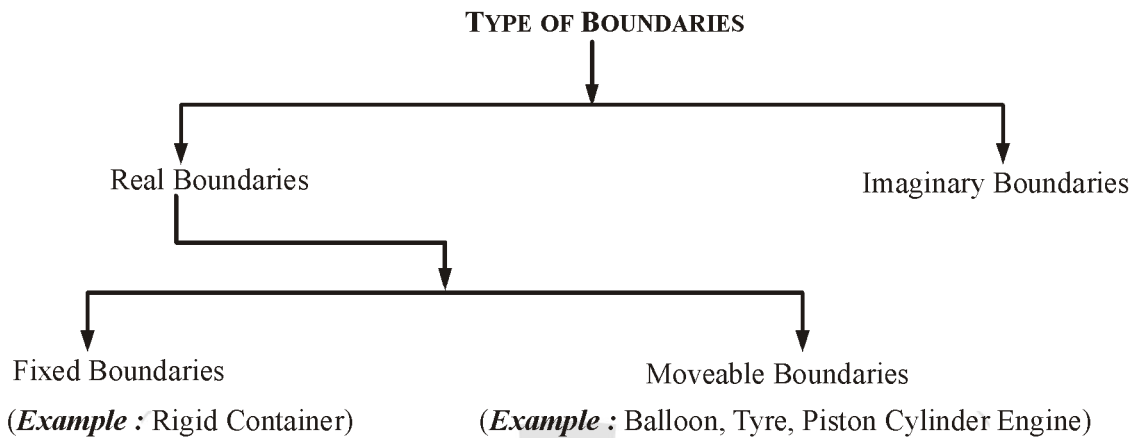 TYPE OF BOUNDARIES
Real Boundaries
Imaginary Boundaries
Fixed Boundaries
(Example : Rigid Container)
Moveable Boundaries
(Example : Balloon, Tyre, Piston Cylinder Engine)